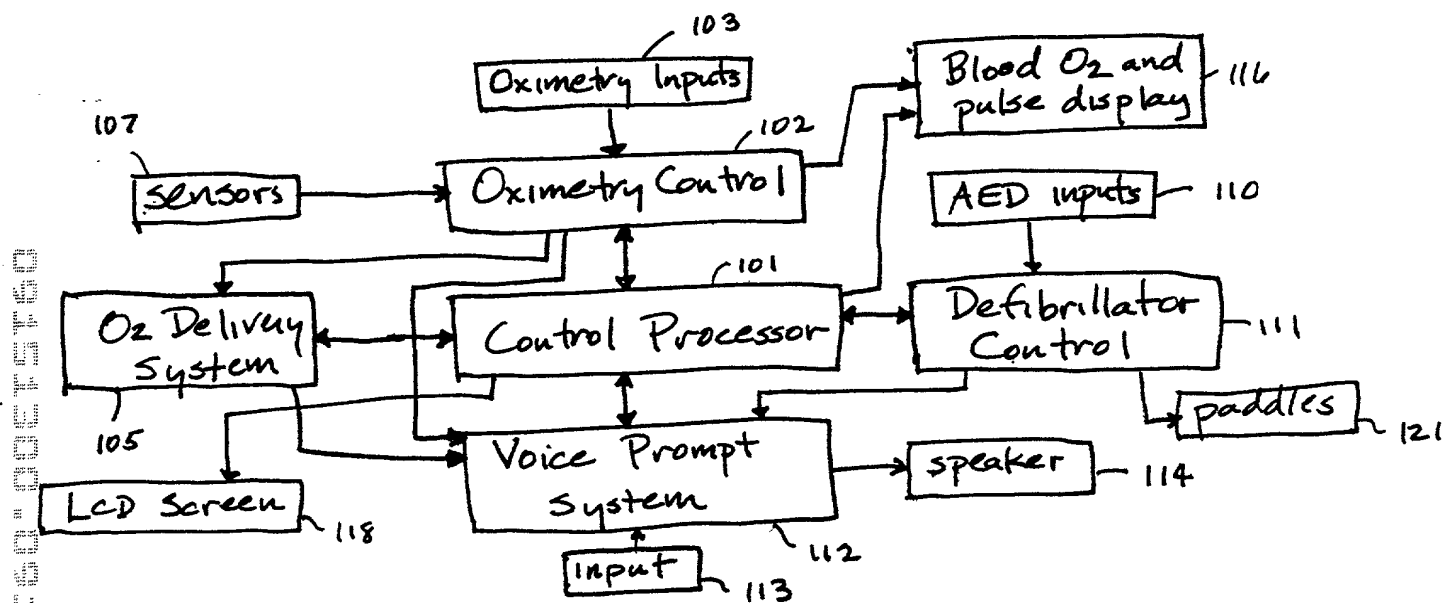 103
Oximetry Inputs
Blood O2 and
pulse display
116
107
102
sensors
Oximetry Control
AED inputs
110
101
O2 Delivery
System
Control Processor
Defibrillator
Control
111
105
paddles
121
Voice Prompt
System
speaker
114
LCD Screen
118
112
input
113